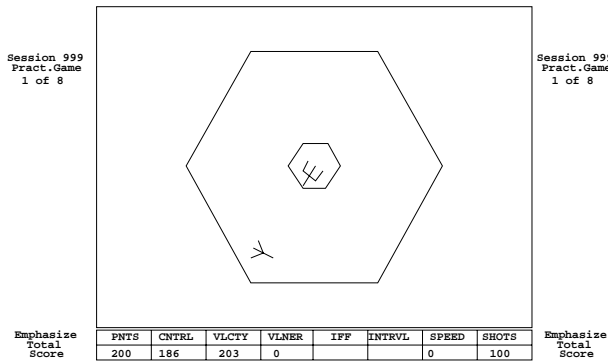 Session 999
Pract.Game
1 of 8
Session 999
Pract.Game
1 of 8
Emphasize
Total
Score
PNTS CNTRL VLCTY VLNER IFF INTRVL SPEED SHOTS
200 186 203 0 0 100
Emphasize
Total
Score